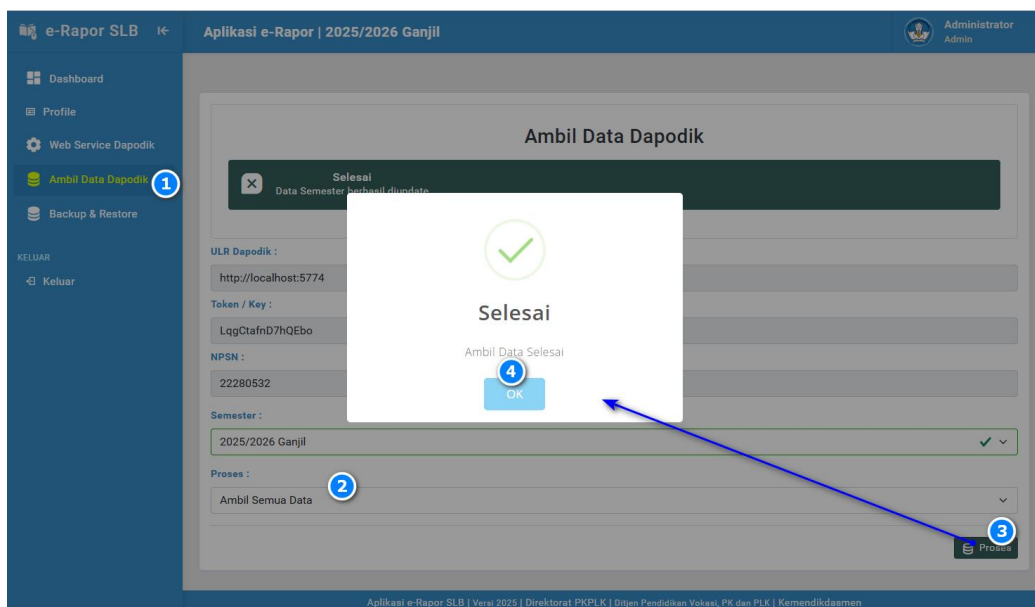 e-Rapor SLB
Aplikasi e-Rapor | 2025/2026 Ganjil
Administrator
Admin
Dashboard
Profile
Web Service Dapodik
Ambil Data Dapodik
1
Backup & Restore
KELUAR
Keluar
Ambil Data Dapodik
Selesai
Data Semester berhasil diupdate
ULR Dapodik :
http://localhost:5774
Token / Key :
LqgCtafnD7hQEbo
NPSN :
22280532
Semester :
2025/2026 Ganjil
Proses :
2
Ambil Semua Data
Selesai
Ambil Data Selesai
4
OK
3
Proses
Aplikasi e-Rapor SLB | Versi 2025 | Direktorat PKPLK | Ditjen Pendidikan Vokasi, PK dan PLK | Kemendikdasmen